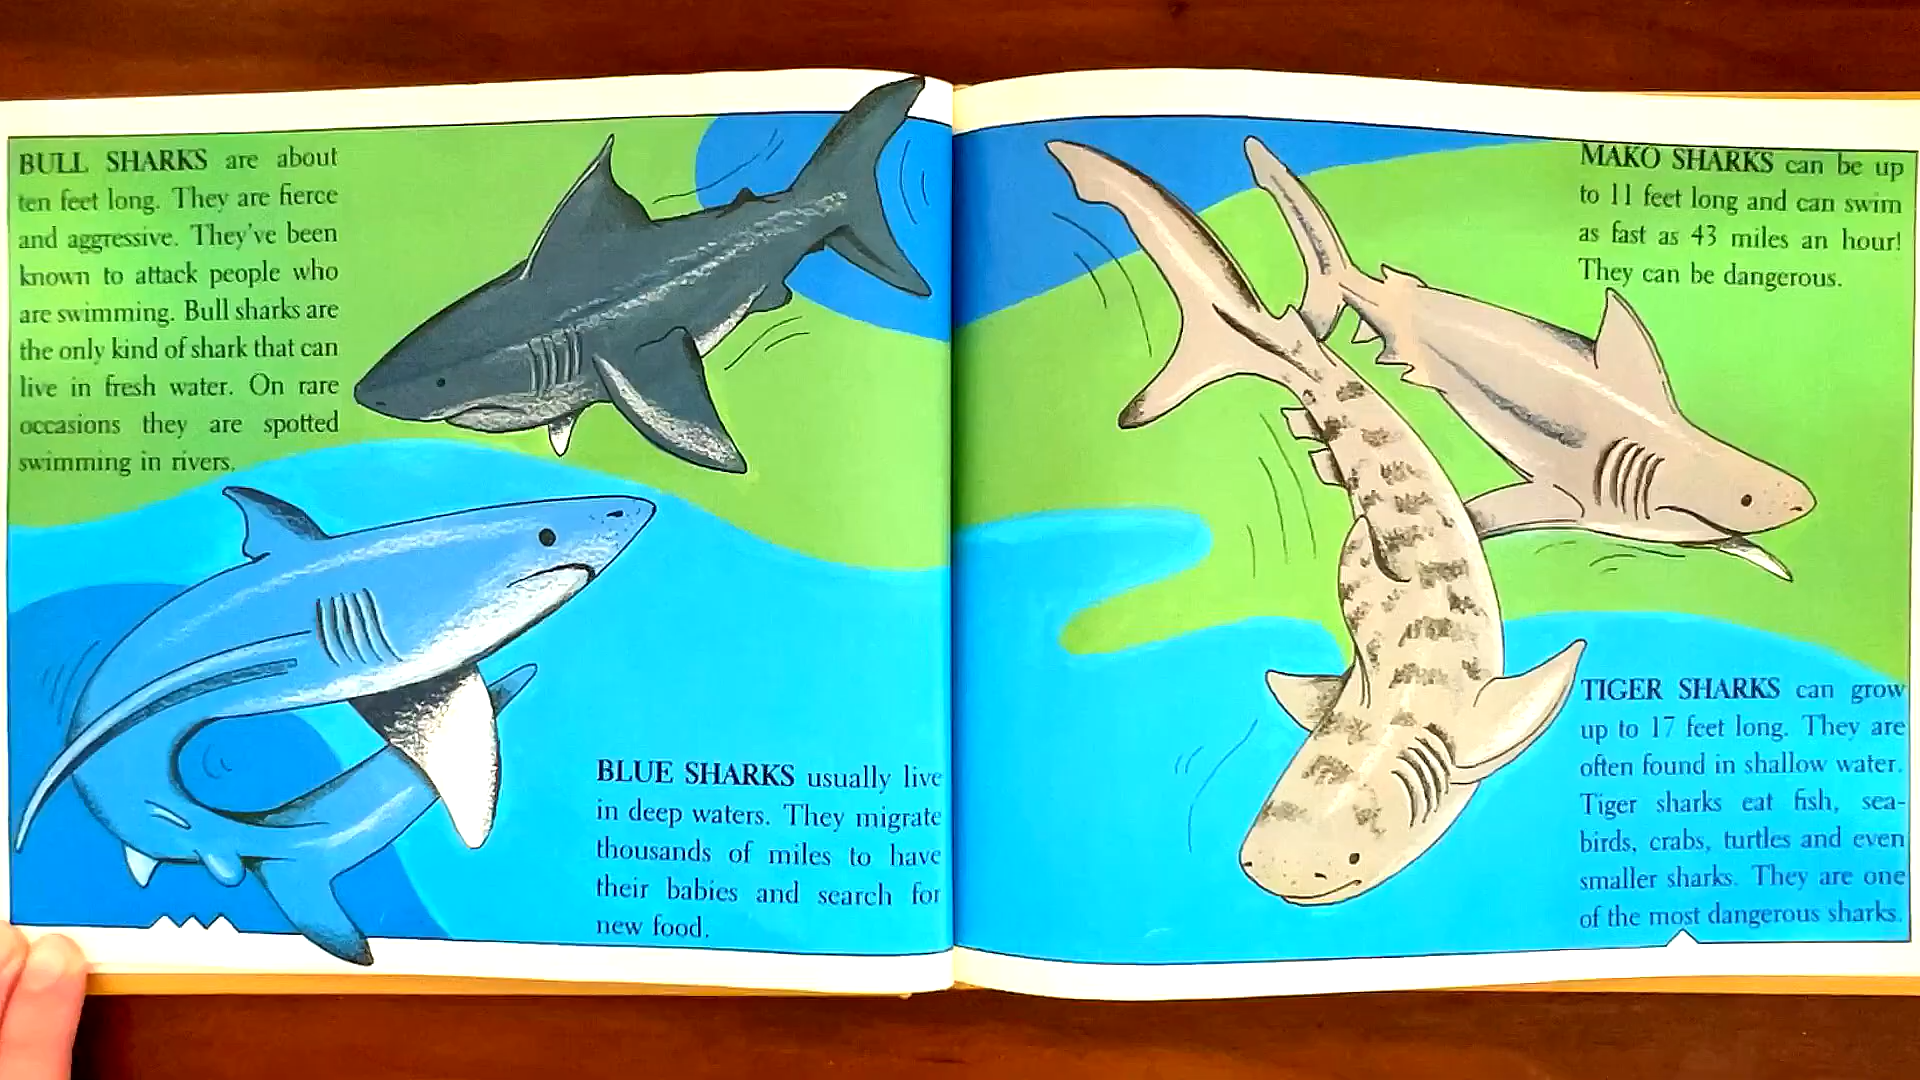 BULL SHARKS are about
ten feet long. They are fierce
and aggressive. They've been
known to attack people who
are swimming. Bull sharks are
the only kind of shark that can
live in fresh water. On rare
occasions they are spotted
swimming in rivers.
BLUE SHARKS usually live
in deep waters. They migrate
thousands of miles to have
their babies and search for
new food.
MAKO SHARKS can be up
to 11 feet long and can swim
as fast as 43 miles an hour!
They can be dangerous.
TIGER SHARKS can grow
up to 17 feet long. They are
often found in shallow water.
Tiger sharks eat fish, sea-
birds, crabs, turtles and even
smaller sharks. They are one
of the most dangerous sharks.